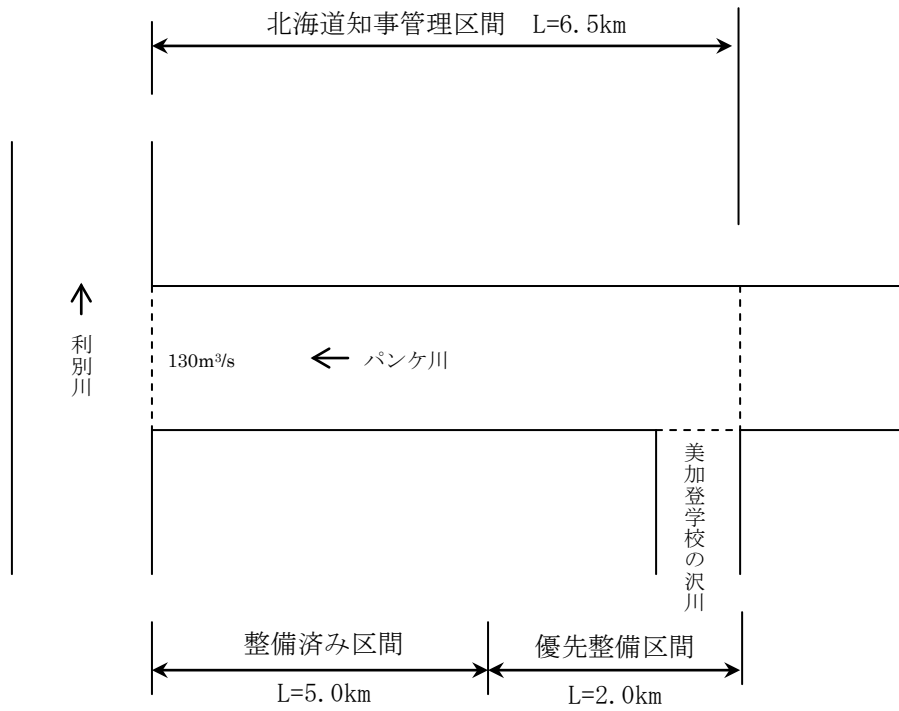 北海道知事管理区間　L=6.5km
利別川
130m³/s
パンケ川
美加登学校の沢川
整備済み区間
L=5.0km
優先整備区間
L=2.0km